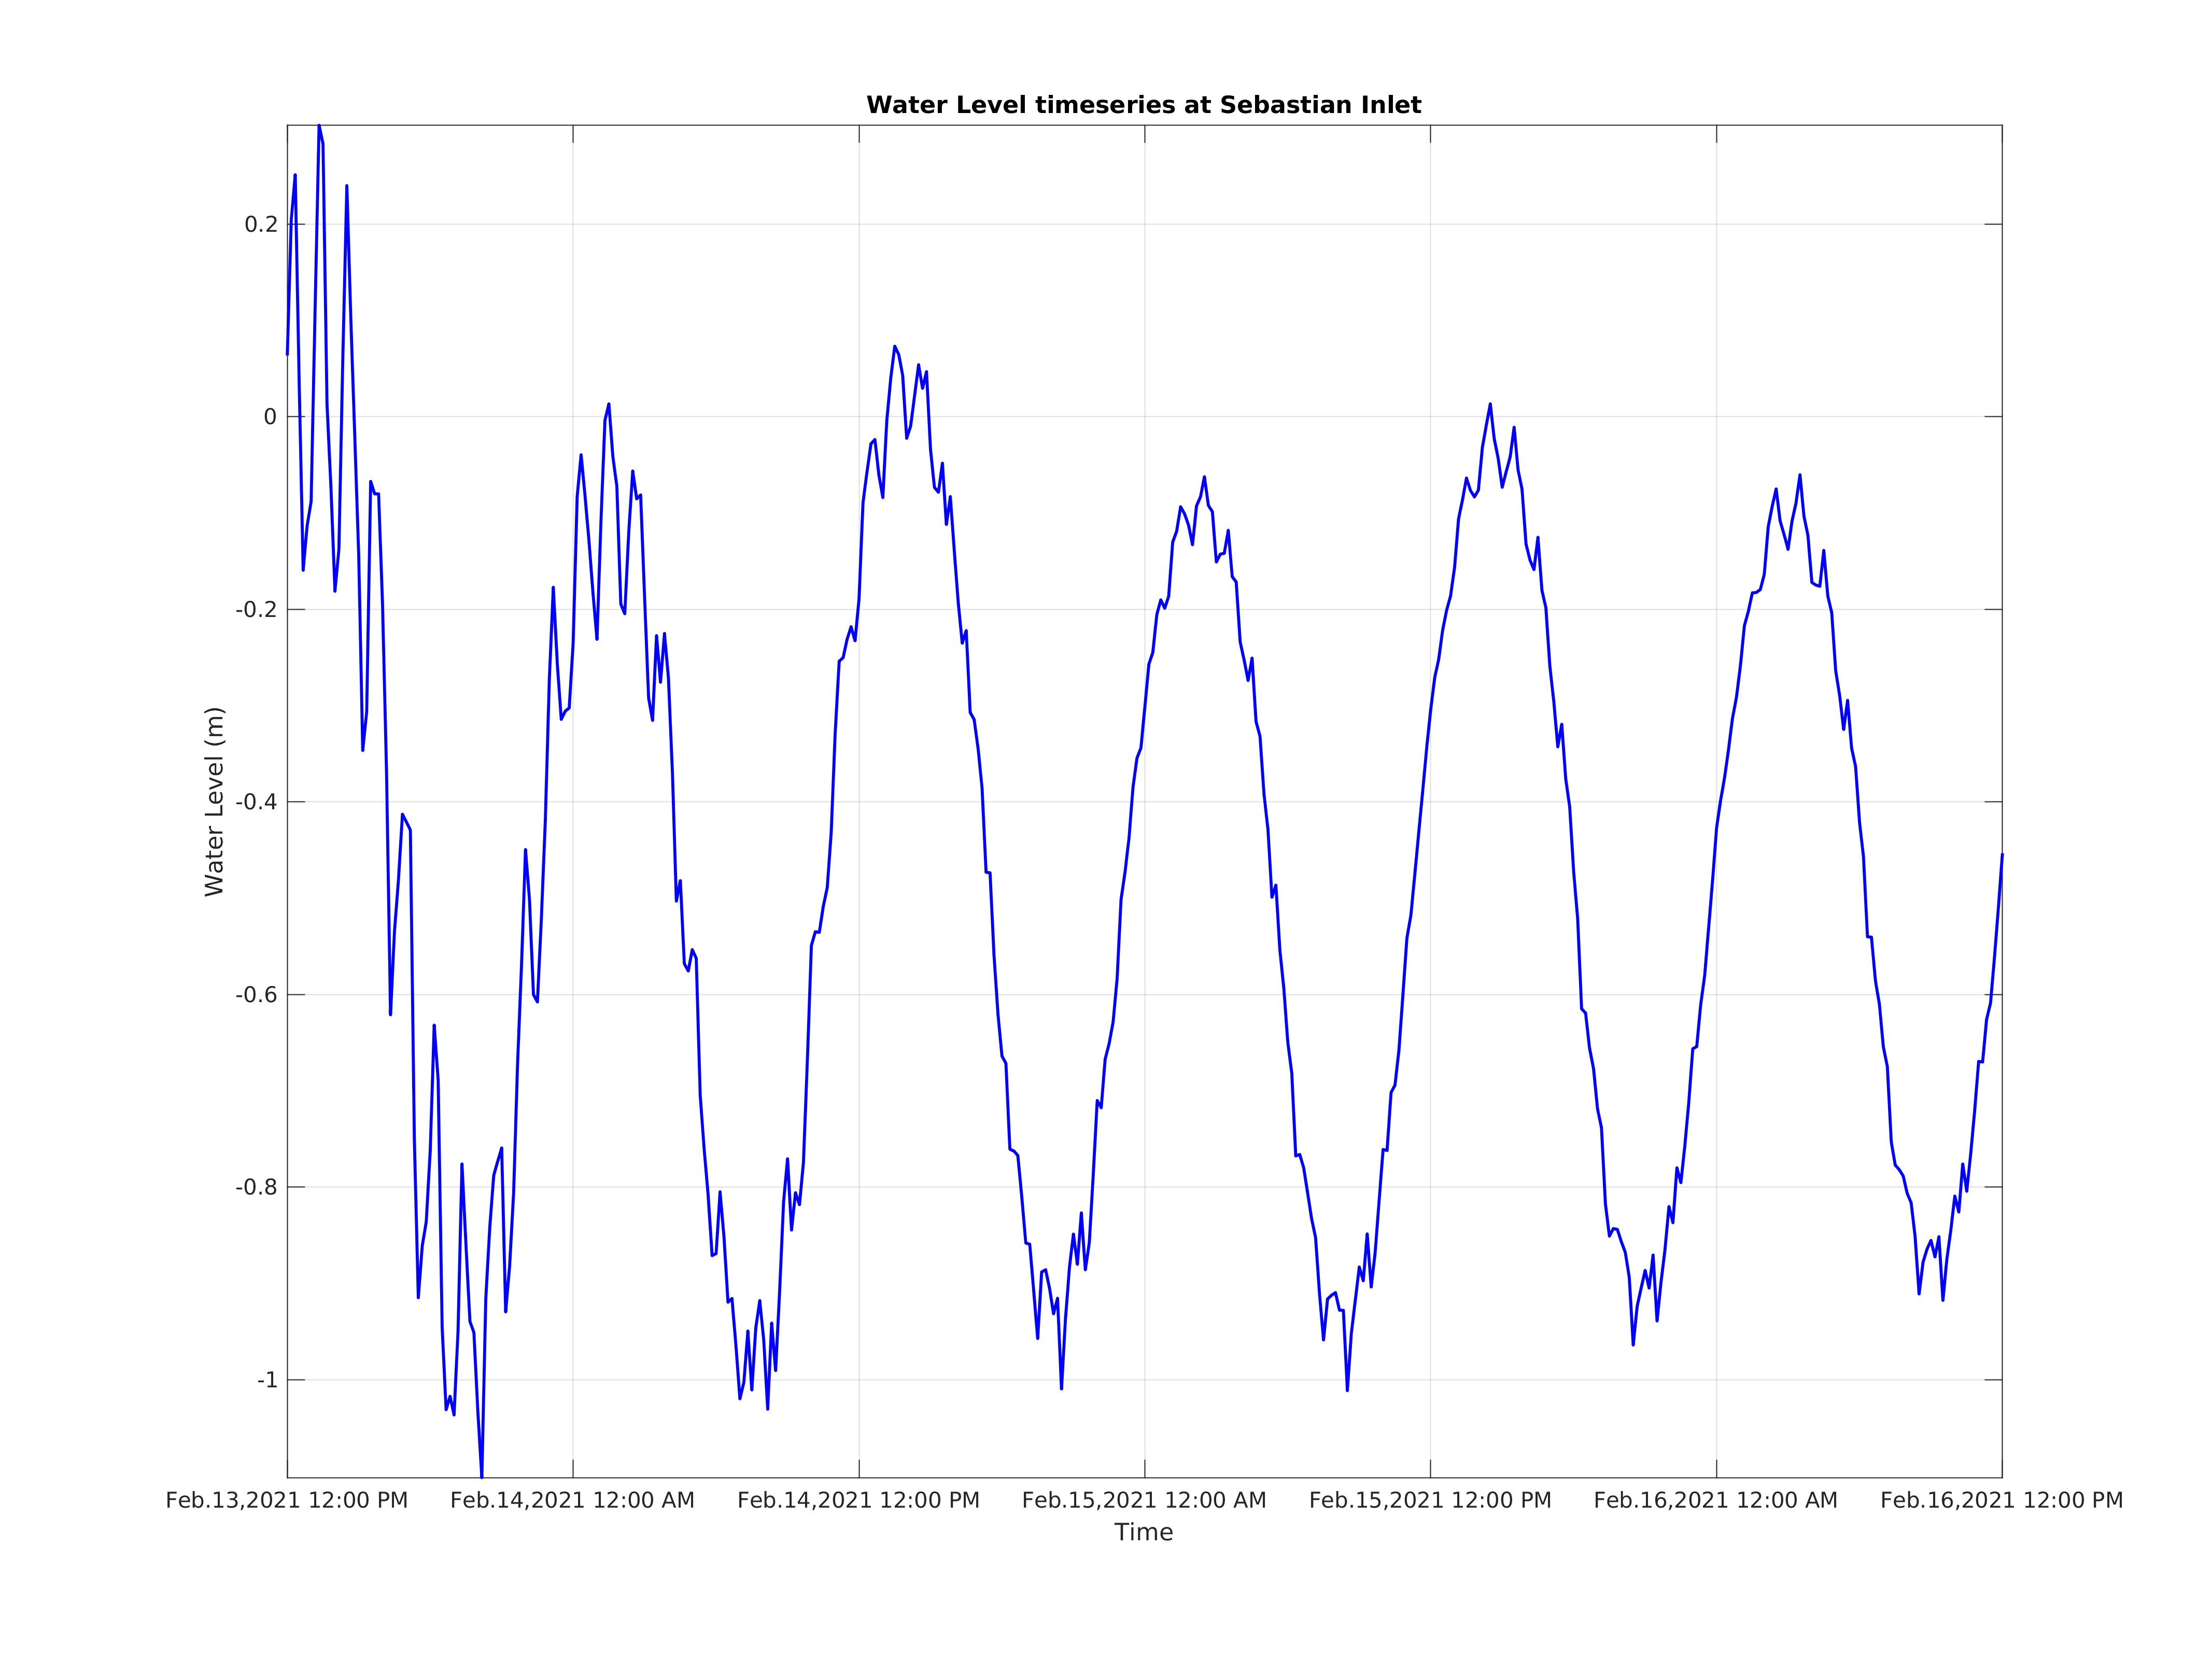 Water Level timeseries at Sebastian Inlet
0.2
0
-0.2
-0.4
-0.6
-0.8
-1
Water Level (m)
Feb.13,2021 12:00 PM Feb.14,2021 12:00 AM Feb.14,2021 12:00 PM Feb.15,2021 12:00 AM Feb.15,2021 12:00 PM Feb.16,2021 12:00 AM Feb.16,2021 12:00 PM
Time